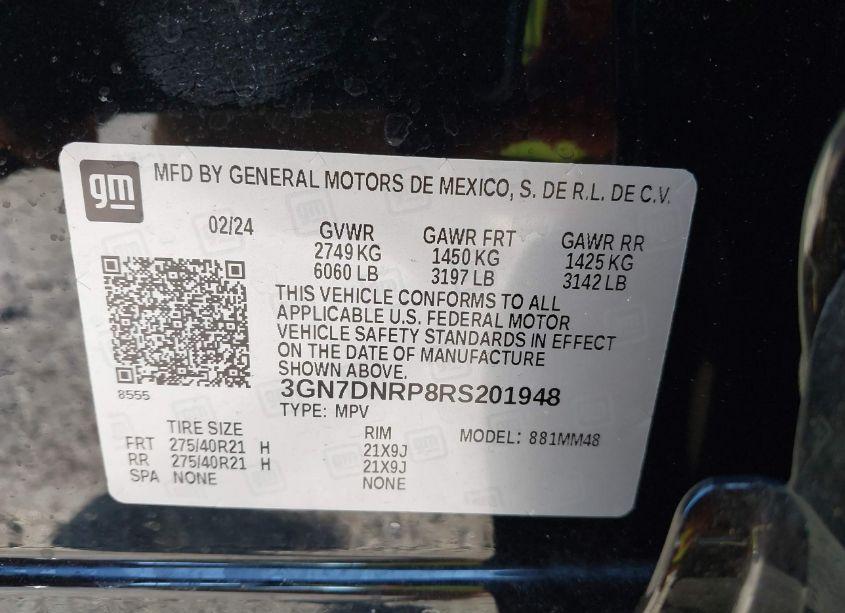 gm MFD BY GENERAL MOTORS DE MEXICO, S. DE R.L. DE C.V.
02/24 GVWR GAWR FRT GAWR RR
2749 KG 1450 KG 1425 KG
6060 LB 3197 LB 3142 LB
THIS VEHICLE CONFORMS TO ALL
APPLICABLE U.S. FEDERAL MOTOR
VEHICLE SAFETY STANDARDS IN EFFECT
ON THE DATE OF MANUFACTURE
SHOWN ABOVE.
8555
3GN7DNRP8RS201948
TYPE: MPV
TIRE SIZE RIM MODEL: 881MM48
FRT 275/40R21 H 21X9J
RR 275/40R21 H 21X9J
SPA NONE NONE